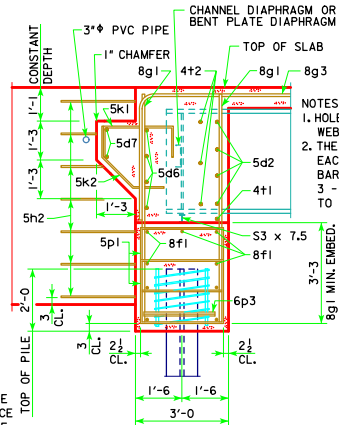 CHANNEL DIAPHRAGM OR
BENT PLATE DIAPHRAGM
3"ϕ PVC PIPE
1" CHAMFER
TOP OF SLAB
CONSTANT
DEPTH
8g1
4t2
8g1
8g3
1'-1
1'-3
1'-3
5k1
5d7
5d6
5k2
5h2
1'-3
5d2
4t1
NOTES
1. HOLE
WEB
2. THE
EACH
BAR
3 -
TO
5p1
8f1
S3 x 7.5
8f1
6p3
3'-3
8g1 MIN. EMBED.
2'-0
TOP OF PILE
3
CL.
3
CL.
2½
CL.
2½
CL.
1'-6
1'-6
3'-0
E
CE